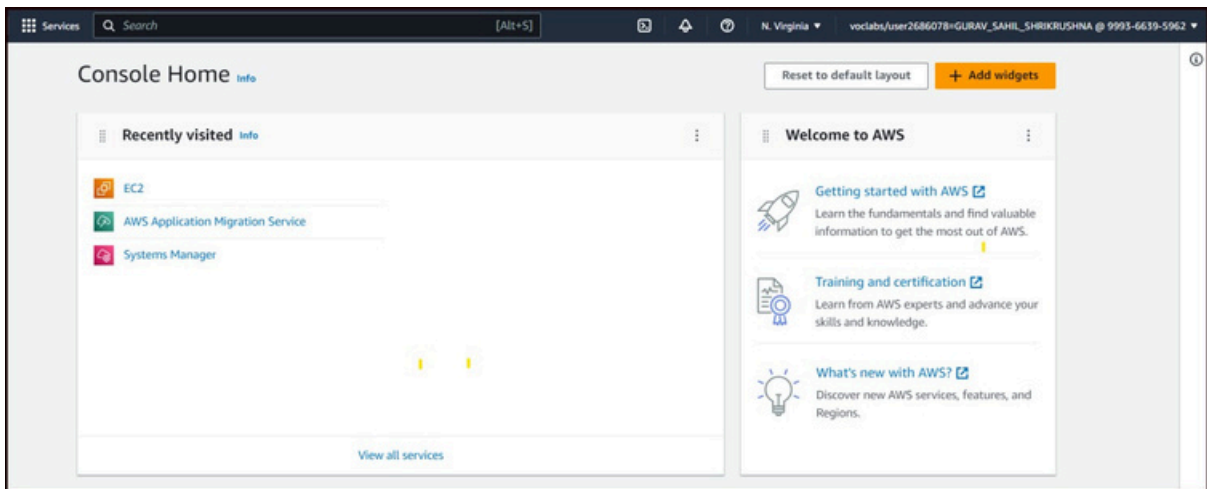 Services
Search
[Alt+S]
N. Virginia
voclabs/user2686078=GURAV_SAHIL_SHRIKRUSHNA @ 9993-6639-5962
Console Home Info
Reset to default layout
+ Add widgets
Recently visited Info
EC2
AWS Application Migration Service
Systems Manager
View all services
Welcome to AWS
Getting started with AWS
Learn the fundamentals and find valuable
information to get the most out of AWS.
Training and certification
Learn from AWS experts and advance your
skills and knowledge.
What's new with AWS?
Discover new AWS services, features, and
Regions.